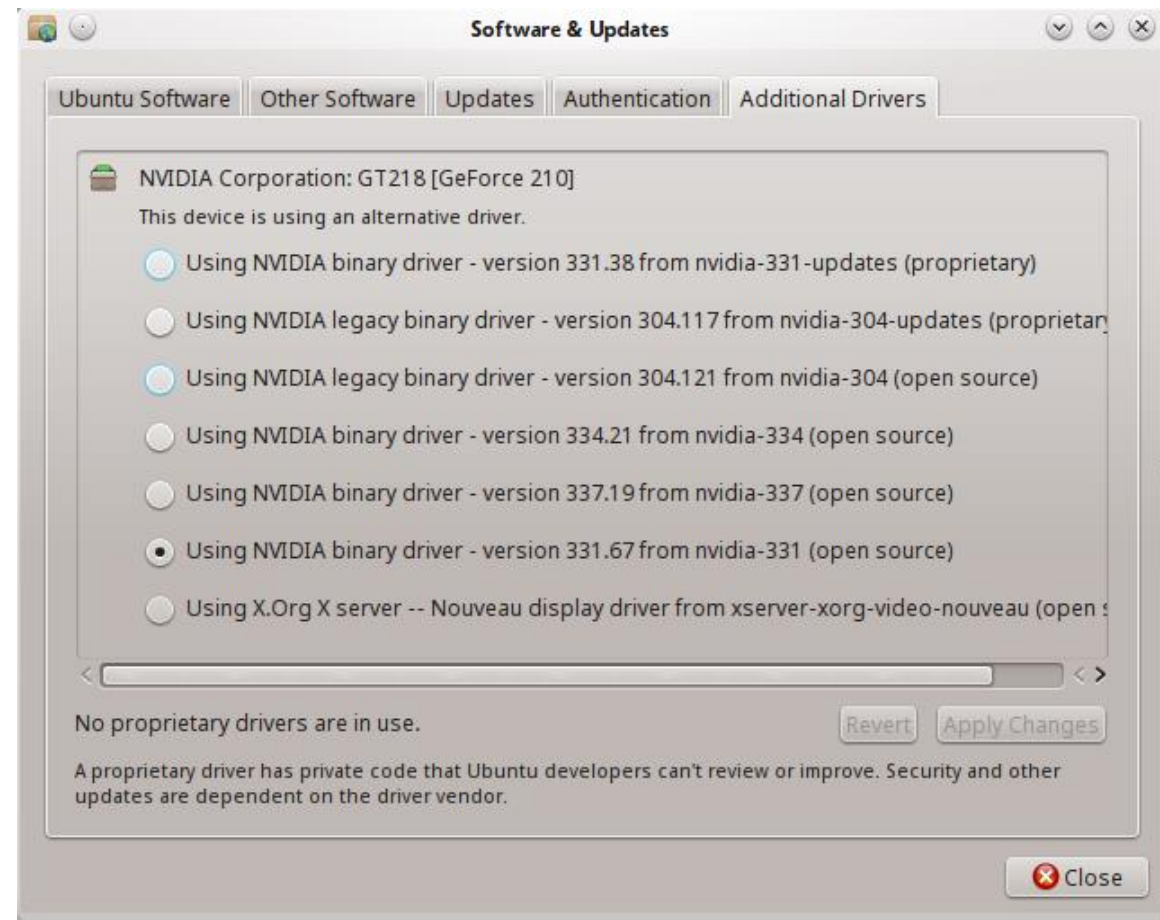 Software & Updates
Ubuntu Software Other Software Updates Authentication Additional Drivers
NVIDIA Corporation: GT218 [GeForce 210]
This device is using an alternative driver.
Using NVIDIA binary driver - version 331.38 from nvidia-331-updates (proprietary)
Using NVIDIA legacy binary driver - version 304.117 from nvidia-304-updates (proprietary
Using NVIDIA legacy binary driver - version 304.121 from nvidia-304 (open source)
Using NVIDIA binary driver - version 334.21 from nvidia-334 (open source)
Using NVIDIA binary driver - version 337.19 from nvidia-337 (open source)
Using NVIDIA binary driver - version 331.67 from nvidia-331 (open source)
Using X.Org X server -- Nouveau display driver from xserver-xorg-video-nouveau (open s
No proprietary drivers are in use.
Revert Apply Changes
A proprietary driver has private code that Ubuntu developers can't review or improve. Security and other
updates are dependent on the driver vendor.
Close